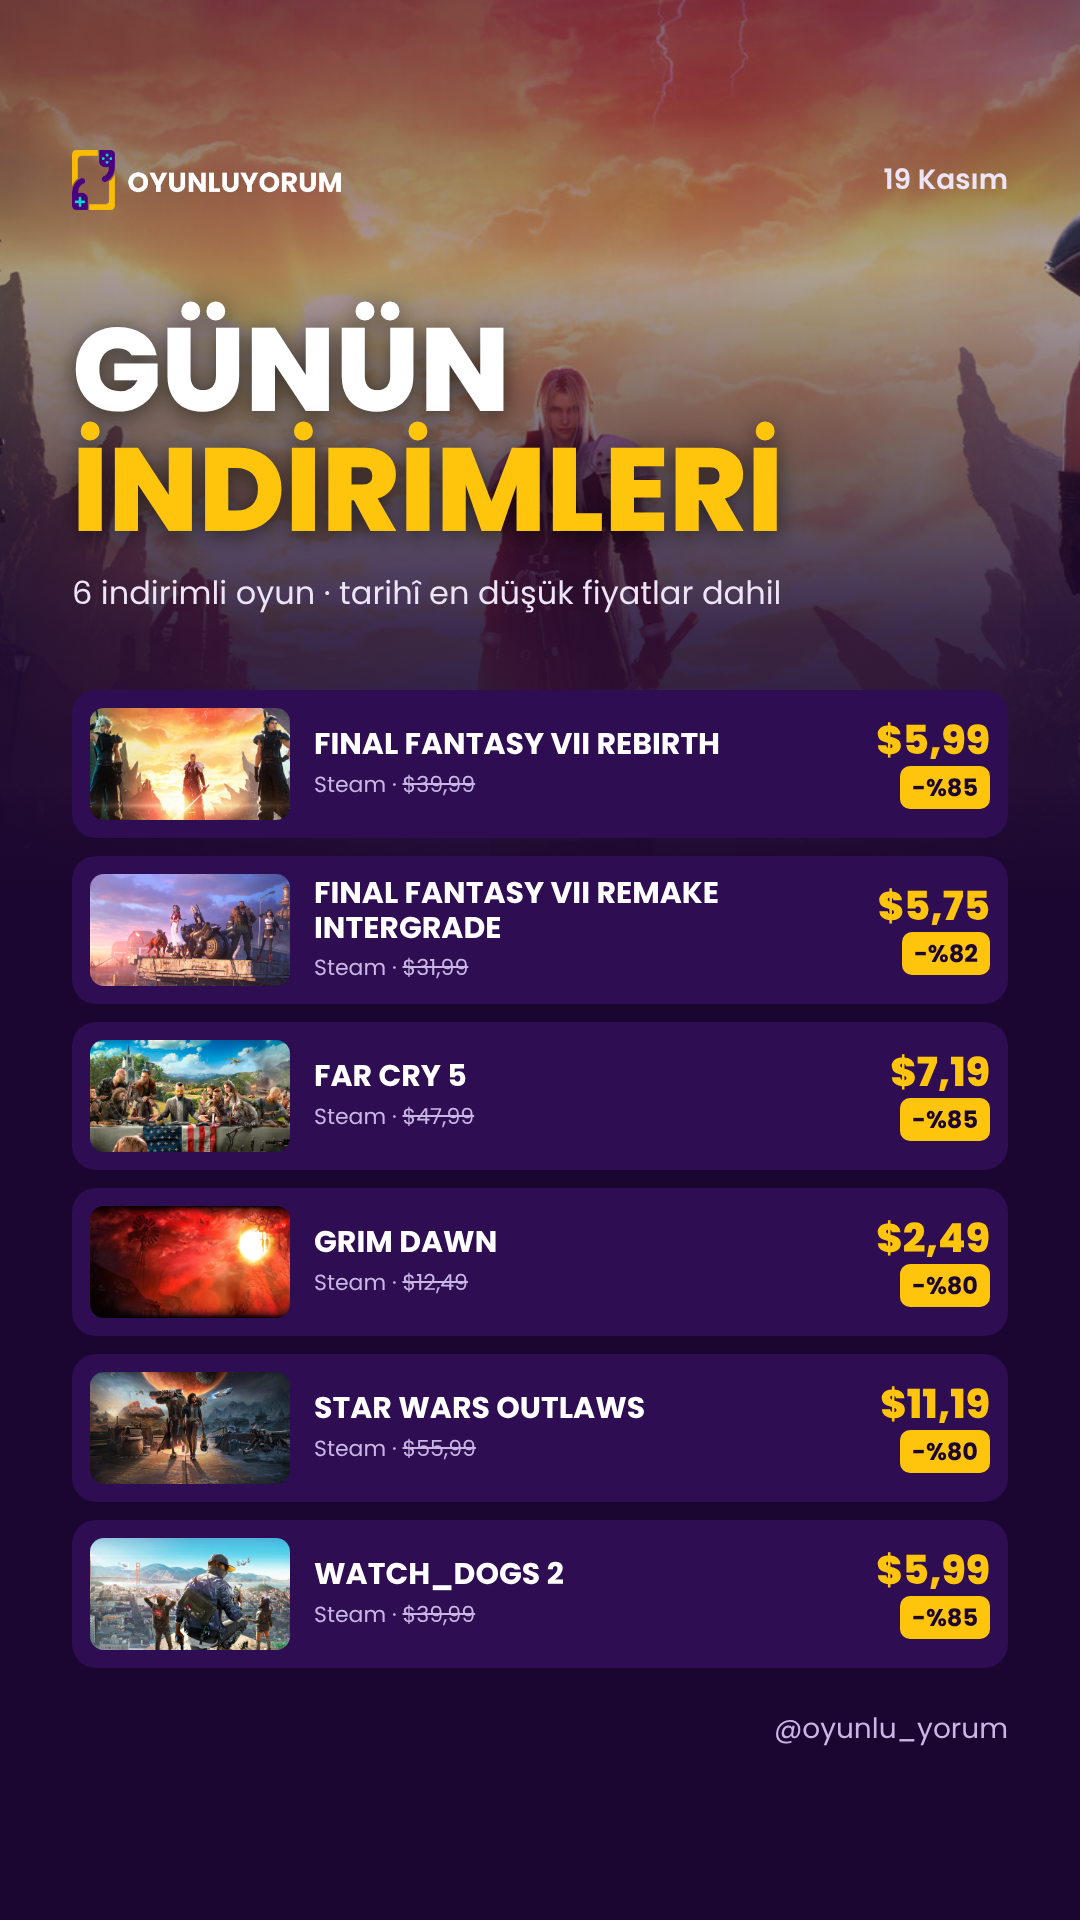 OYUNLUYORUM
19 Kasım
GÜNÜN
İNDİRİMLERİ
6 indirimli oyun · tarihî en düşük fiyatlar dahil
FINAL FANTASY VII REBIRTH
Steam · $39,99
$5,99
-%85
FINAL FANTASY VII REMAKE
INTERGRADE
Steam · $31,99
$5,75
-%82
FAR CRY 5
Steam · $47,99
$7,19
-%85
GRIM DAWN
Steam · $12,49
$2,49
-%80
STAR WARS OUTLAWS
Steam · $55,99
$11,19
-%80
WATCH_DOGS 2
Steam · $39,99
$5,99
-%85
@oyunlu_yorum